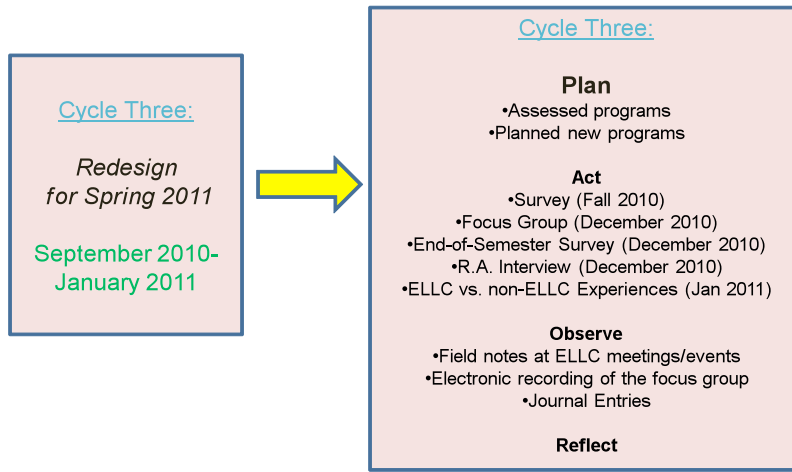 Cycle Three:
Redesign
for Spring 2011
September 2010-
January 2011
Cycle Three:
Plan
•Assessed programs
•Planned new programs
Act
•Survey (Fall 2010)
•Focus Group (December 2010)
•End-of-Semester Survey (December 2010)
•R.A. Interview (December 2010)
•ELLC vs. non-ELLC Experiences (Jan 2011)
Observe
•Field notes at ELLC meetings/events
•Electronic recording of the focus group
•Journal Entries
Reflect